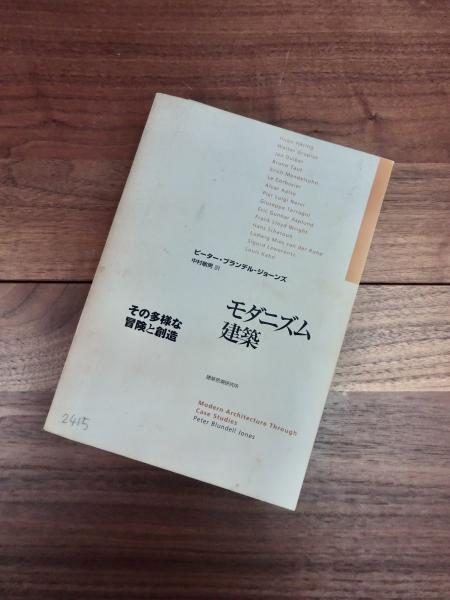 Hugo Häring
Walter Gropius
Jan Duiker
Bruno Taut
Erich Mendelsohn
Le Corbusier
Alvar Aalto
Pier Luigi Nervi
Giuseppe Terragni
Eric Gunnar Asplund
Frank Lloyd Wright
Hans Scharoun
Ludwig Mies van der Rohe
Sigurd Lewerentz
Louis Kahn
ピーター・ブランデル-ジョーンズ
中村敏男 訳
モダニズム
建築
その多様な
冒険と創造
建築思潮研究所
Modern Architecture Through
Case Studies
Peter Blundell Jones
2415